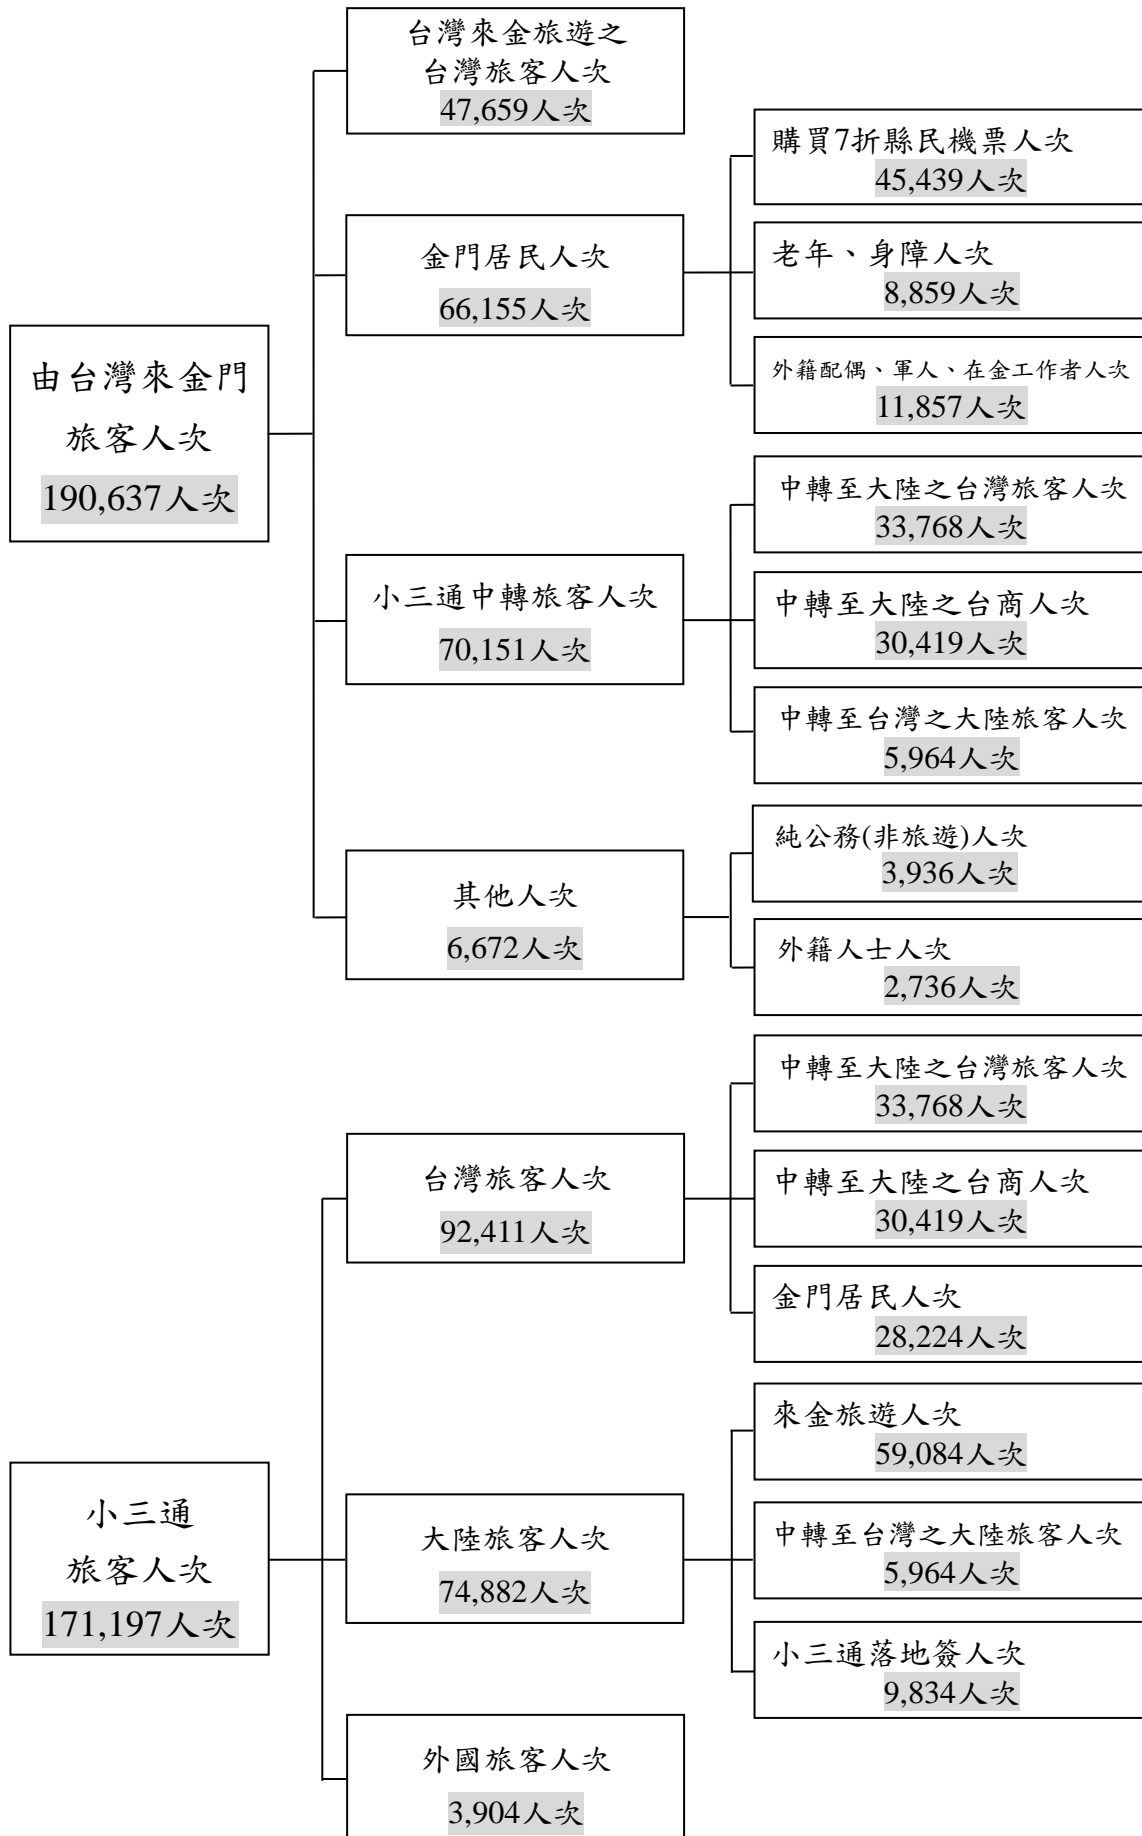 台灣來金旅遊之
台灣旅客人次
47,659人次
購買7折縣民機票人次
45,439人次
金門居民人次
66,155人次
老年、身障人次
8,859人次
外籍配偶、軍人、在金工作者人次
11,857人次
由台灣來金門
旅客人次
190,637人次
中轉至大陸之台灣旅客人次
33,768人次
小三通中轉旅客人次
70,151人次
中轉至大陸之台商人次
30,419人次
中轉至台灣之大陸旅客人次
5,964人次
純公務(非旅遊)人次
3,936人次
其他人次
6,672人次
外籍人士人次
2,736人次
中轉至大陸之台灣旅客人次
33,768人次
台灣旅客人次
92,411人次
中轉至大陸之台商人次
30,419人次
金門居民人次
28,224人次
來金旅遊人次
59,084人次
小三通
旅客人次
171,197人次
大陸旅客人次
74,882人次
中轉至台灣之大陸旅客人次
5,964人次
小三通落地簽人次
9,834人次
外國旅客人次
3,904人次